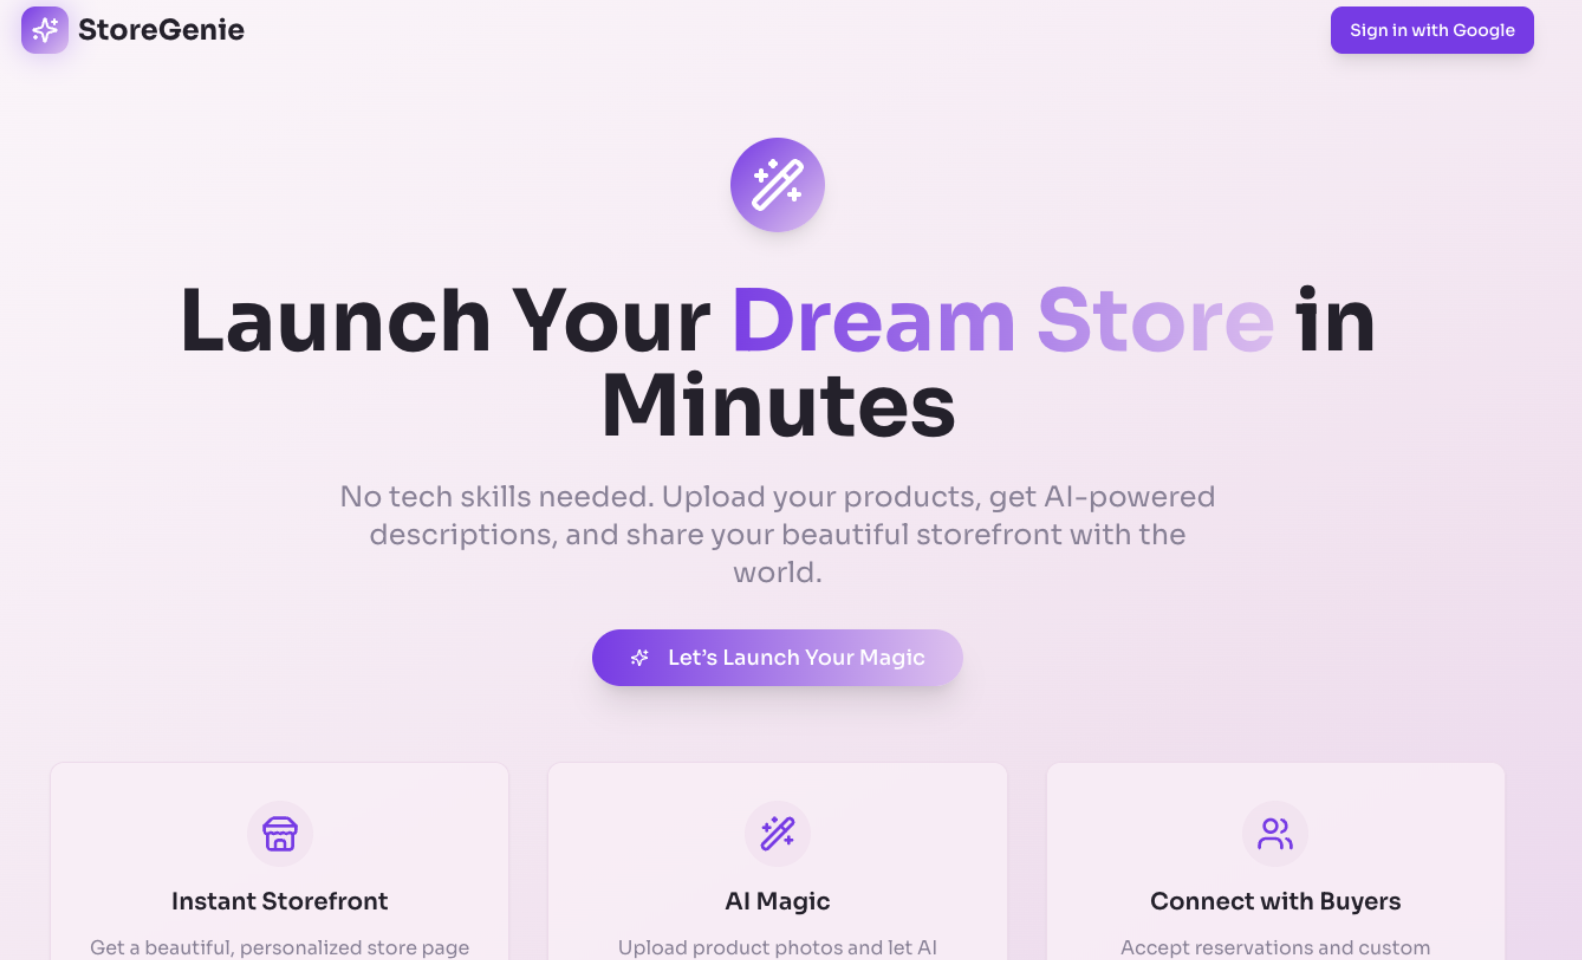 StoreGenie
Sign in with Google
Launch Your Dream Store in
Minutes
No tech skills needed. Upload your products, get AI-powered
descriptions, and share your beautiful storefront with the
world.
Let’s Launch Your Magic
Instant Storefront
Get a beautiful, personalized store page
AI Magic
Upload product photos and let AI
Connect with Buyers
Accept reservations and custom